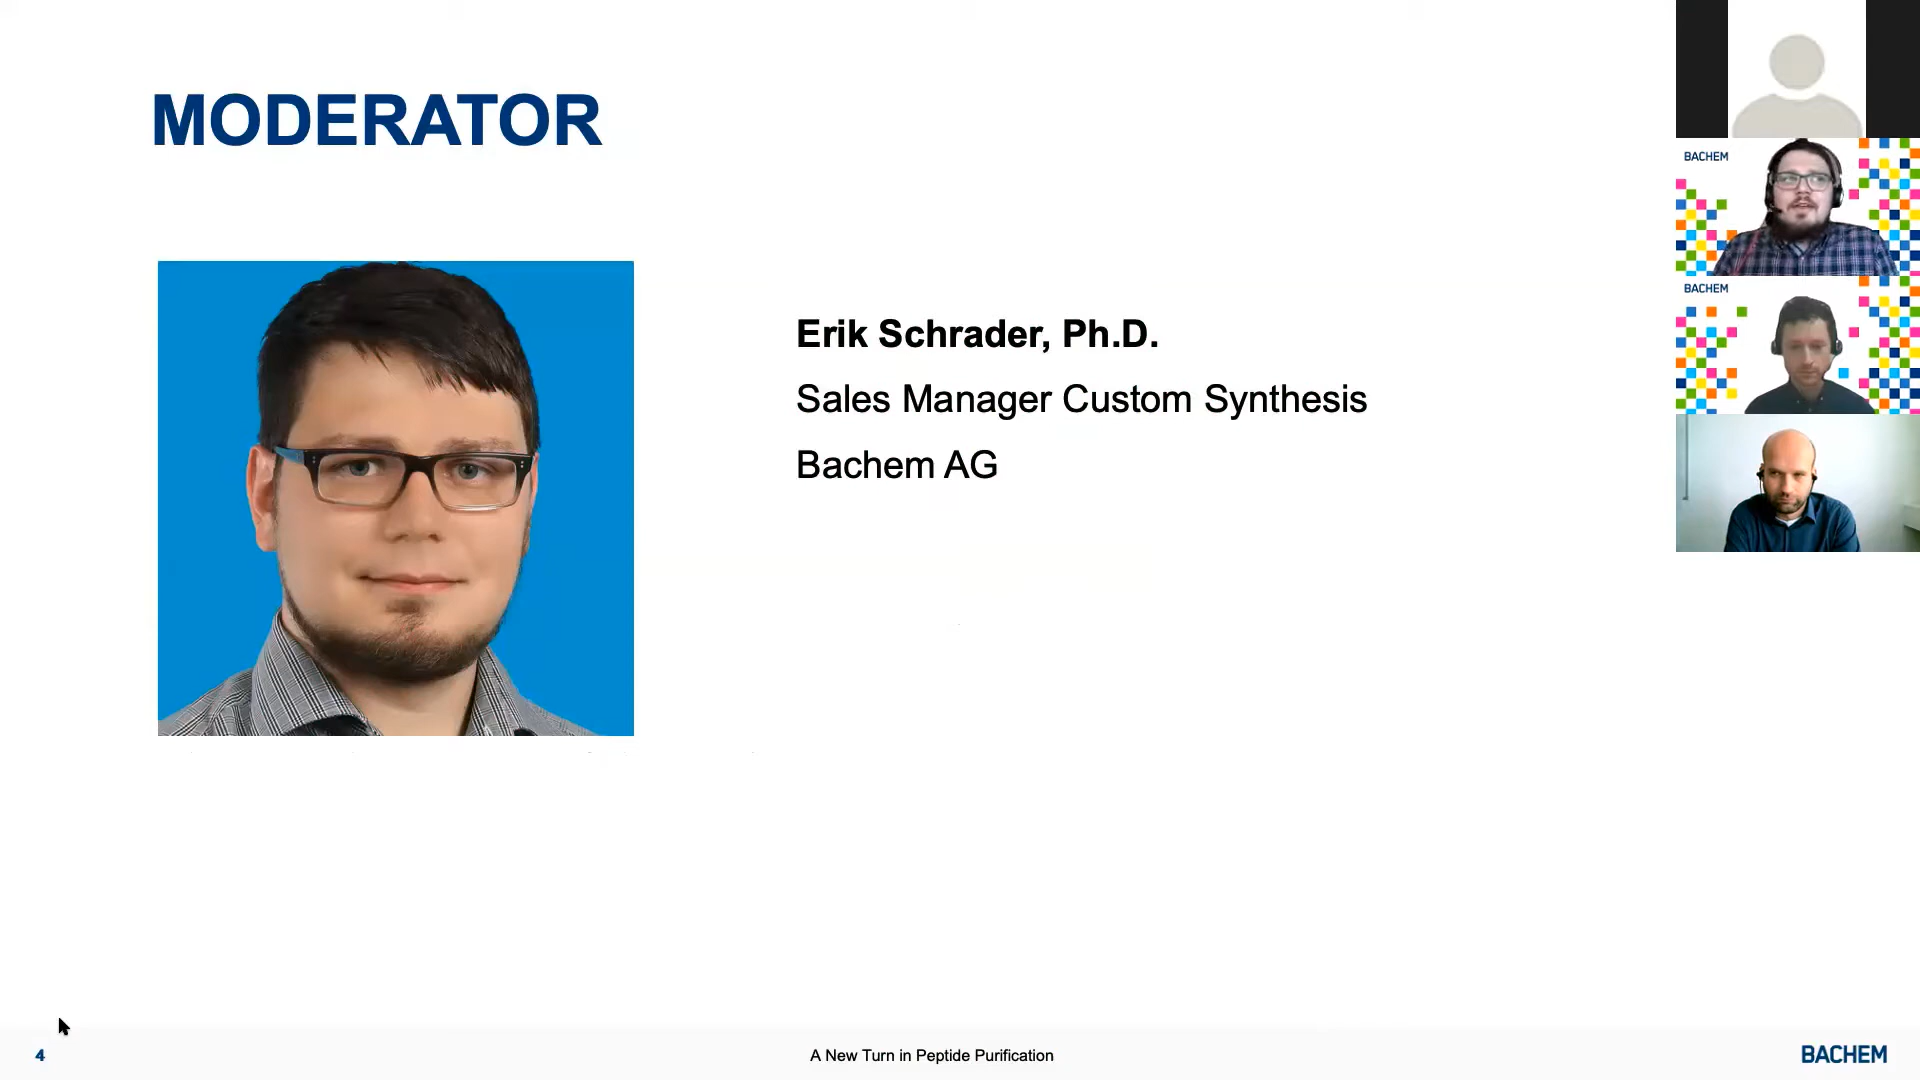 MODERATOR
Erik Schrader, Ph.D.
Sales Manager Custom Synthesis
Bachem AG
BACHEM
BACHEM
4
A New Turn in Peptide Purification
BACHEM